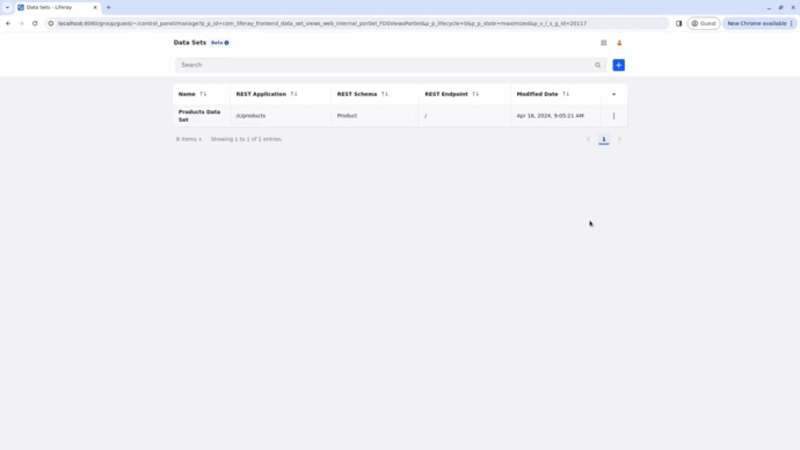 Data Sets - Liferay
localhost:8080/group/guest/~/control_panel/manage?p_p_id=com_liferay_frontend_data_set_views_web_internal_portlet_FDSViewsPortlet&p_p_lifecycle=0&p_p_state=maximized&p_v_l_s_g_id=20117
Guest
New Chrome available
Data Sets Beta
Search
Name REST Application REST Schema REST Endpoint Modified Date
Products Data
Set
/c/products Product / Apr 16, 2024, 9:05:21 AM
8 items Showing 1 to 1 of 1 entries.
1